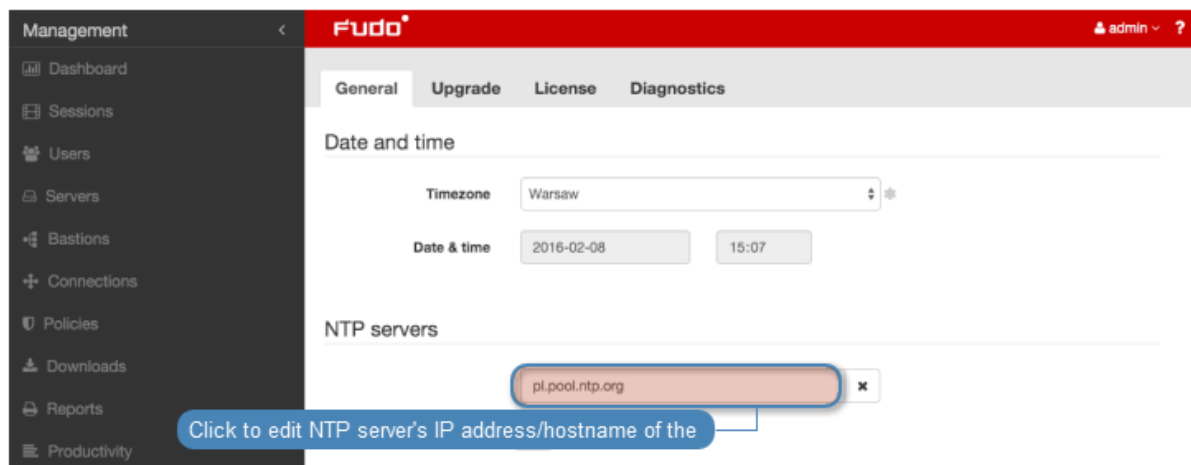 Management <
FUDO
admin ?
Dashboard
Sessions
Users
Servers
Bastions
Connections
Policies
Downloads
Reports
Productivity
General Upgrade License Diagnostics
Date and time
Timezone Warsaw
Date & time 2016-02-08 15:07
NTP servers
pl.pool.ntp.org
Click to edit NTP server's IP address/hostname of the